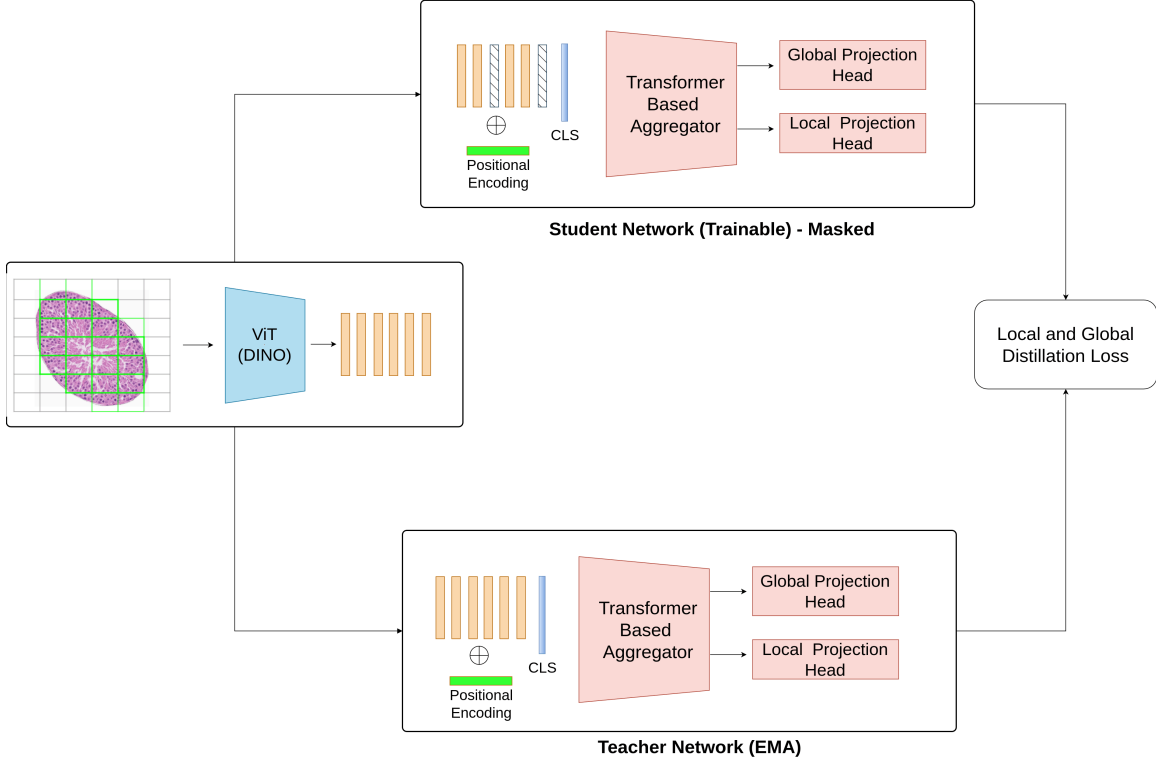 Global Projection
Head
Transformer
Based
Aggregator
Local Projection
Head
CLS
Positional
Encoding
Student Network (Trainable) - Masked
ViT
(DINO)
Local and Global
Distillation Loss
Global Projection
Head
Transformer
Based
Aggregator
Local Projection
Head
CLS
Positional
Encoding
Teacher Network (EMA)